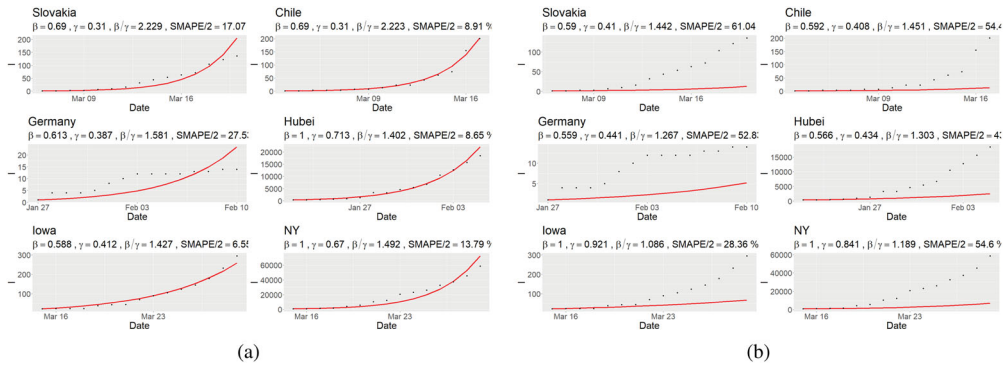 Slovakia
β = 0.69 , γ = 0.31 , β/γ = 2.229 , SMAPE/2 = 17.07
200
150
100
50
0
I
Mar 09
Mar 16
Date
Chile
β = 0.69 , γ = 0.31 , β/γ = 2.223 , SMAPE/2 = 8.91 %
200
150
100
50
0
I
Mar 09
Mar 16
Date
Germany
β = 0.613 , γ = 0.387 , β/γ = 1.581 , SMAPE/2 = 27.53
20
15
10
5
I
Jan 27
Feb 03
Feb 10
Date
Hubei
β = 1 , γ = 0.713 , β/γ = 1.402 , SMAPE/2 = 8.65 %
20000
15000
10000
5000
0
I
Jan 27
Feb 03
Date
Iowa
β = 0.588 , γ = 0.412 , β/γ = 1.427 , SMAPE/2 = 6.55
300
200
100
I
Mar 16
Mar 23
Date
NY
β = 1 , γ = 0.67 , β/γ = 1.492 , SMAPE/2 = 13.79 %
60000
40000
20000
0
I
Mar 16
Mar 23
Date
(a)
Slovakia
β = 0.59 , γ = 0.41 , β/γ = 1.442 , SMAPE/2 = 61.04
100
50
0
I
Mar 09
Mar 16
Date
Chile
β = 0.592 , γ = 0.408 , β/γ = 1.451 , SMAPE/2 = 54.4
200
150
100
50
0
I
Mar 09
Mar 16
Date
Germany
β = 0.559 , γ = 0.441 , β/γ = 1.267 , SMAPE/2 = 52.83
10
5
I
Jan 27
Feb 03
Feb 10
Date
Hubei
β = 0.566 , γ = 0.434 , β/γ = 1.303 , SMAPE/2 = 43
15000
10000
5000
0
I
Jan 27
Feb 03
Date
Iowa
β = 1 , γ = 0.921 , β/γ = 1.086 , SMAPE/2 = 28.36 %
300
200
100
I
Mar 16
Mar 23
Date
NY
β = 1 , γ = 0.841 , β/γ = 1.189 , SMAPE/2 = 54.6 %
60000
40000
20000
0
I
Mar 16
Mar 23
Date
(b)